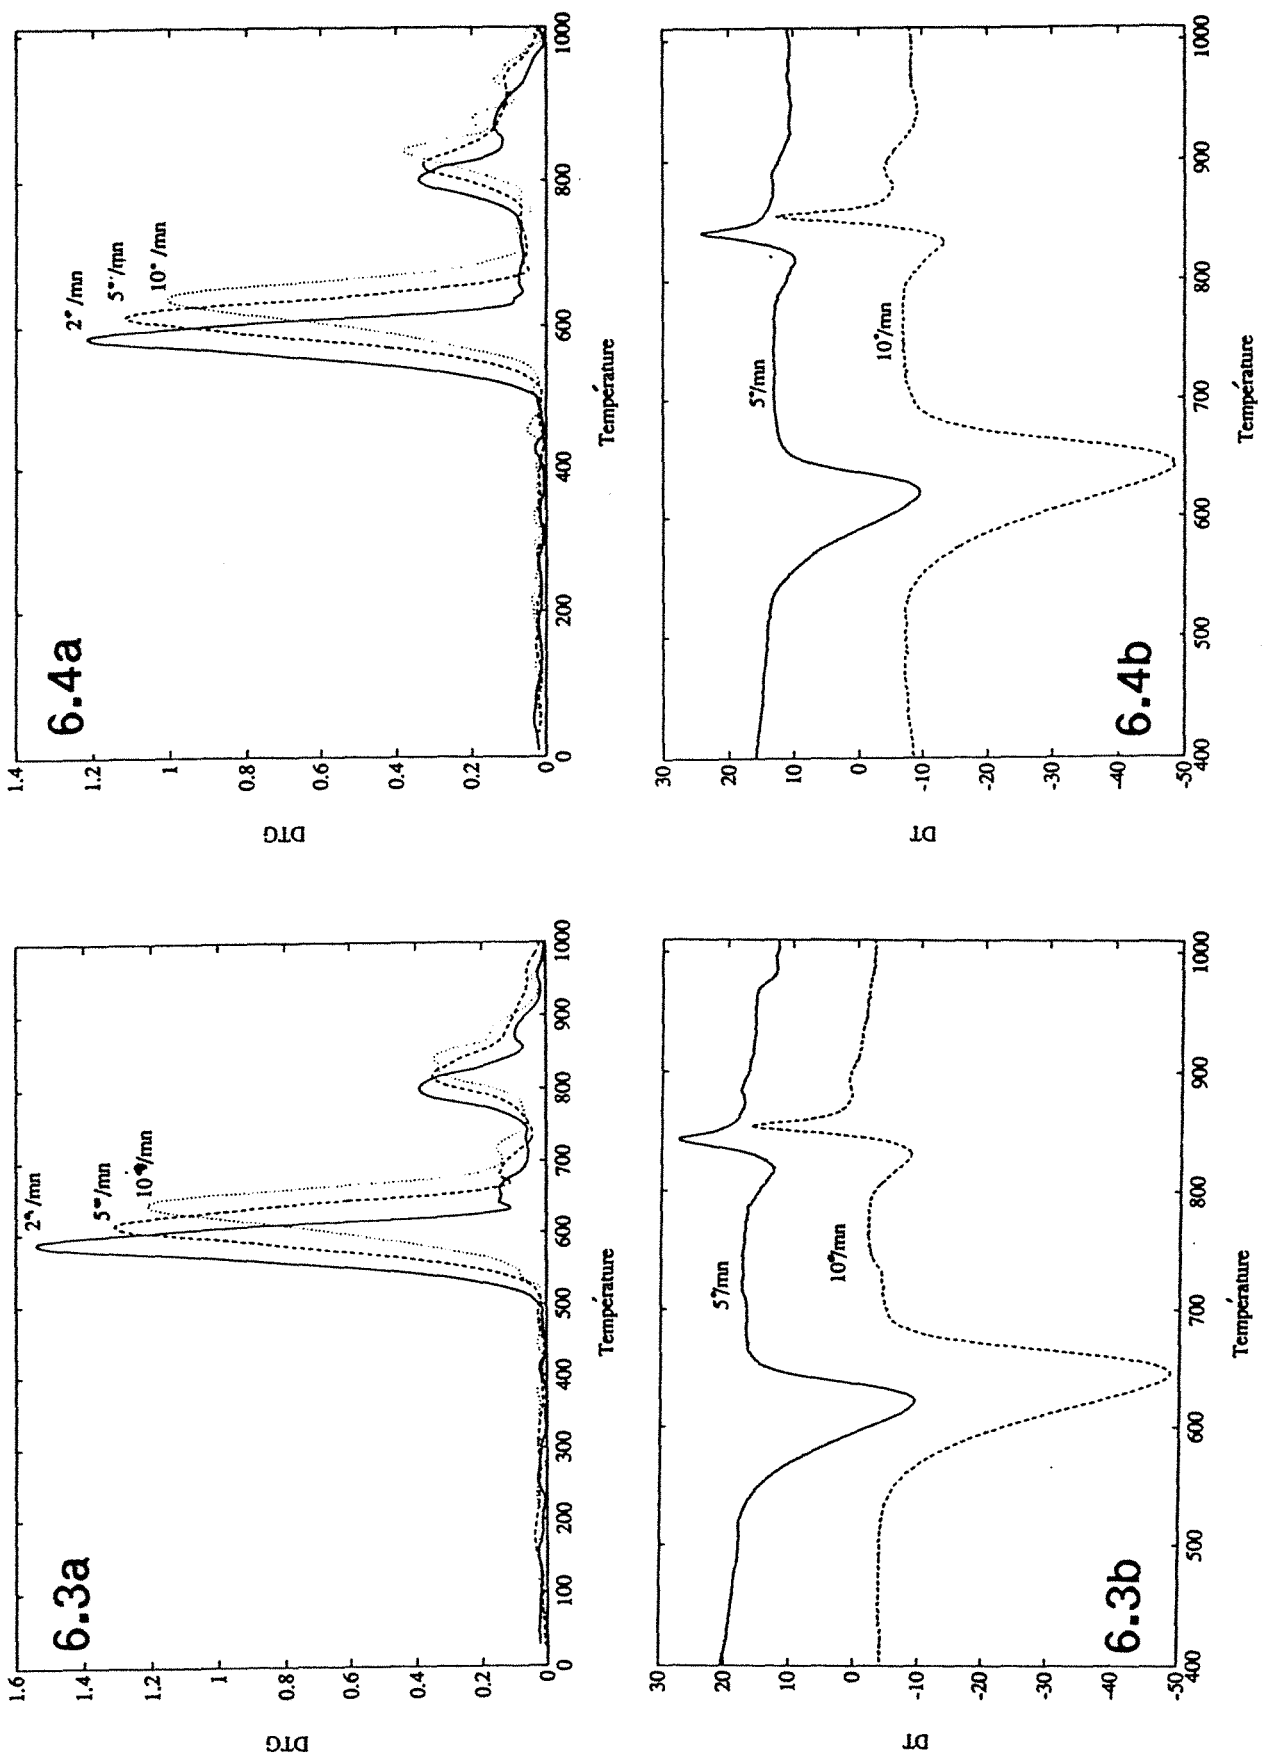 6.3a
DTG
1.6
1.4
1.2
1
0.8
0.6
0.4
0.2
0
0 100 200 300 400 500 600 700 800 900 1000
Température
2°/mn
5°/mn
10°/mn
6.3b
DT
30
20
10
0
-10
-20
-30
-40
-50
400 500 600 700 800 900 1000
Température
5°/mn
10°/mn
6.4a
DTG
1.4
1.2
1
0.8
0.6
0.4
0.2
0
0 200 400 600 800 1000
Température
2°/mn
5°/mn
10°/mn
6.4b
DT
30
20
10
0
-10
-20
-30
-40
-50
400 500 600 700 800 900 1000
Température
5°/mn
10°/mn